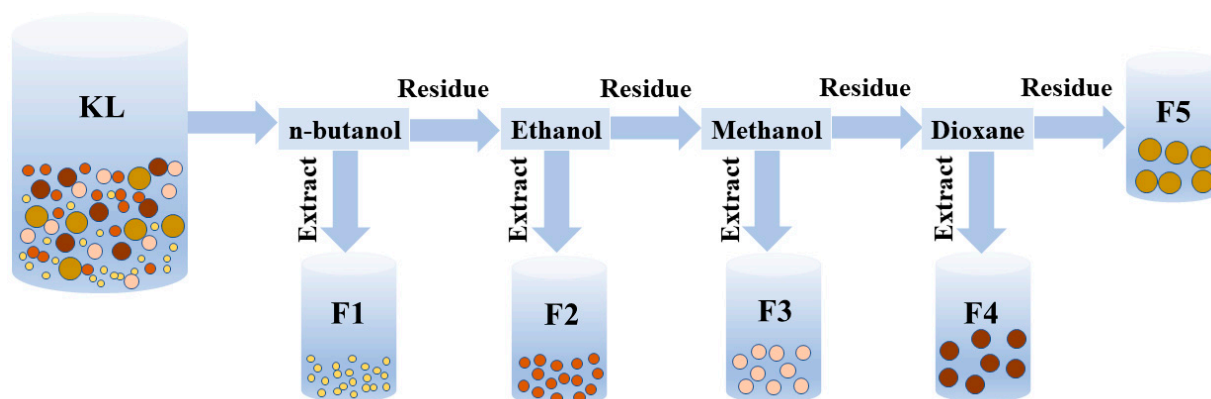 KL
n-butanol
Residue
Ethanol
Residue
Methanol
Residue
Dioxane
Residue
F5
Extract
Extract
Extract
Extract
F1
F2
F3
F4